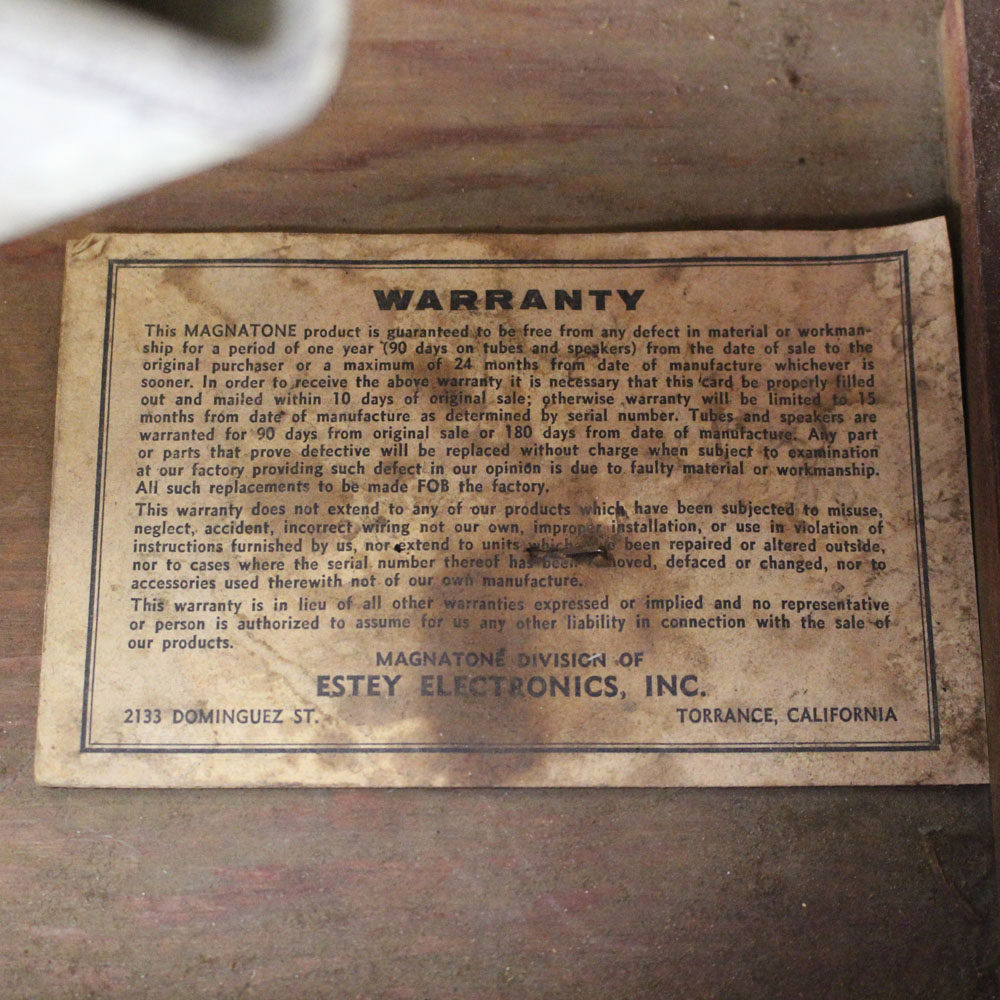 WARRANTY
This MAGNATONE product is guaranteed to be free from any defect in material or workman-
ship for a period of one year (90 days on tubes and speakers) from the date of sale to the
original purchaser or a maximum of 24 months from date of manufacture whichever is
sooner. In order to receive the above warranty it is necessary that this card be properly filled
out and mailed within 10 days of original sale; otherwise warranty will be limited to 15
months from date of manufacture as determined by serial number. Tubes and speakers are
warranted for 90 days from original sale or 180 days from date of manufacture. Any part
or parts that prove defective will be replaced without charge when subject to examination
at our factory providing such defect in our opinion is due to faulty material or workmanship.
All such replacements to be made FOB the factory.
This warranty does not extend to any of our products which have been subjected to misuse,
neglect, accident, incorrect wiring not our own, improper installation, or use in violation of
instructions furnished by us, nor extend to units which been repaired or altered outside,
nor to cases where the serial number thereof has been removed, defaced or changed, nor to
accessories used therewith not of our own manufacture.
This warranty is in lieu of all other warranties expressed or implied and no representative
or person is authorized to assume for us any other liability in connection with the sale of
our products.
MAGNATONE DIVISION OF
ESTEY ELECTRONICS, INC.
2133 DOMINGUEZ ST. TORRANCE, CALIFORNIA